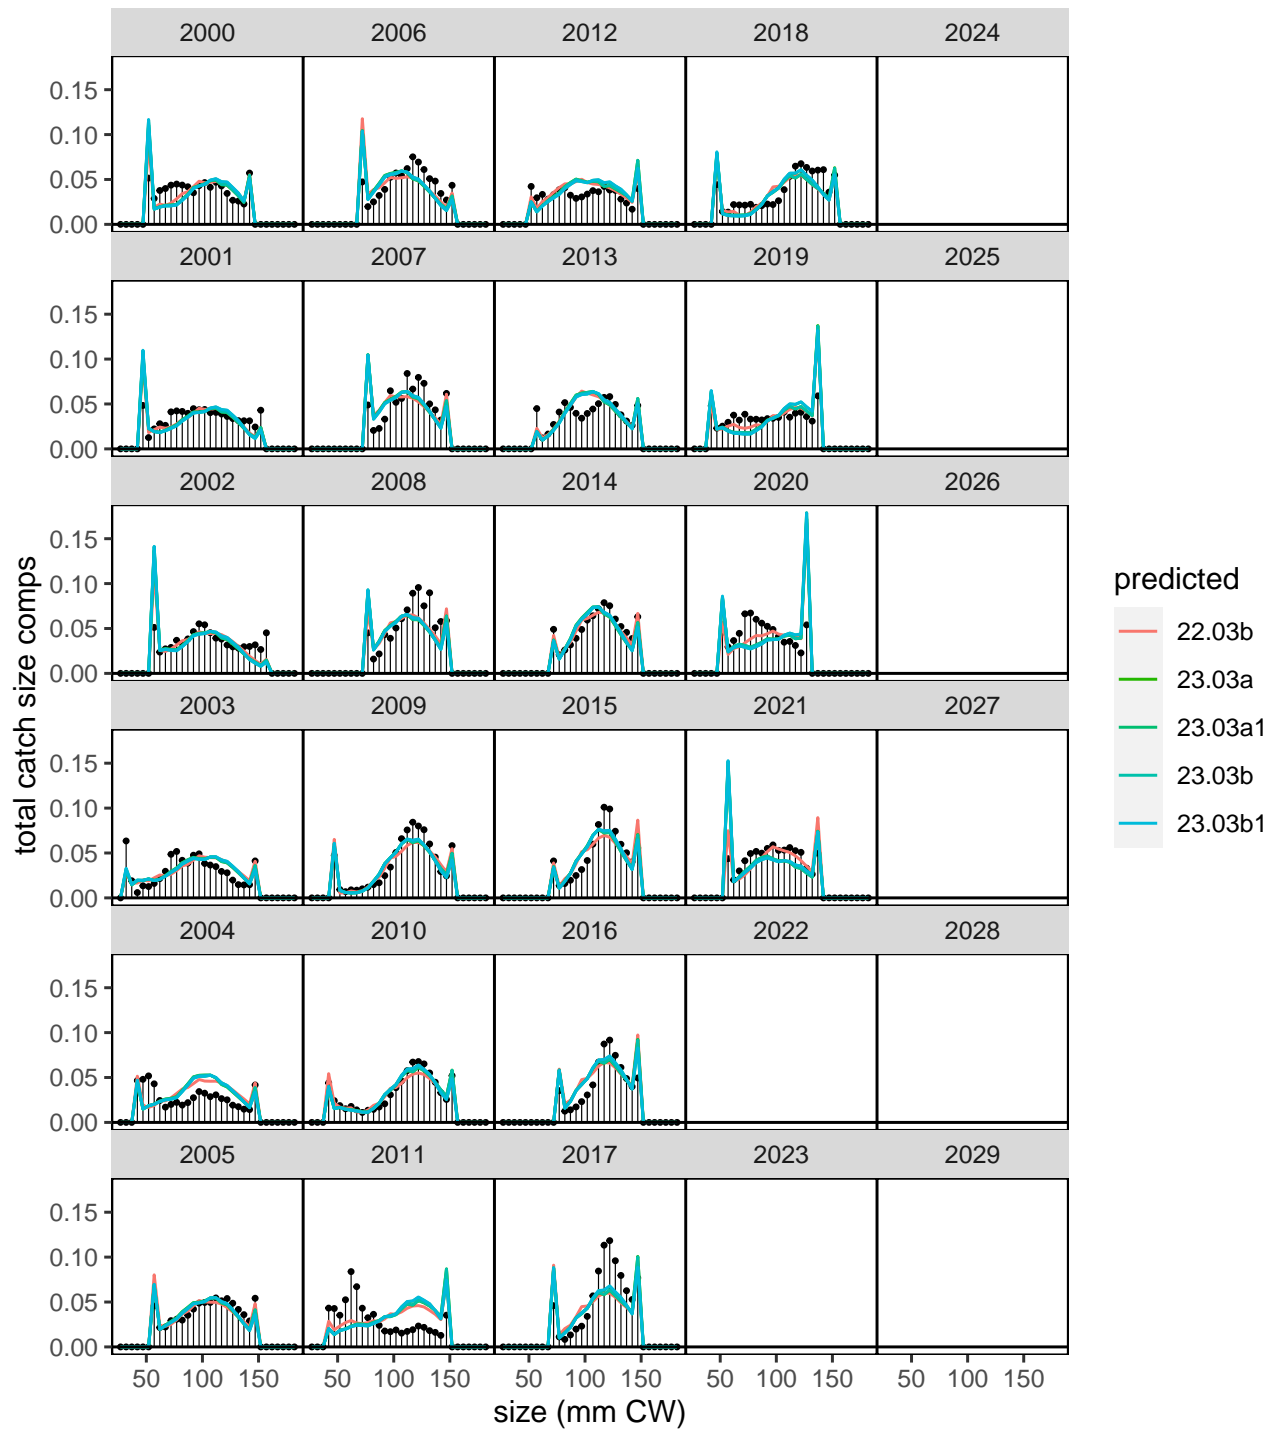 2000 2006 2012 2018 2024
0.15
0.10
0.05
0.00
2001 2007 2013 2019 2025
0.15
0.10
0.05
0.00
2002 2008 2014 2020 2026
0.15
0.10
0.05
0.00
2003 2009 2015 2021 2027
0.15
0.10
0.05
0.00
2004 2010 2016 2022 2028
0.15
0.10
0.05
0.00
2005 2011 2017 2023 2029
0.15
0.10
0.05
0.00
50 100 150 50 100 150 50 100 150 50 100 150 50 100 150
size (mm CW)
total catch size comps
predicted
22.03b
23.03a
23.03a1
23.03b
23.03b1